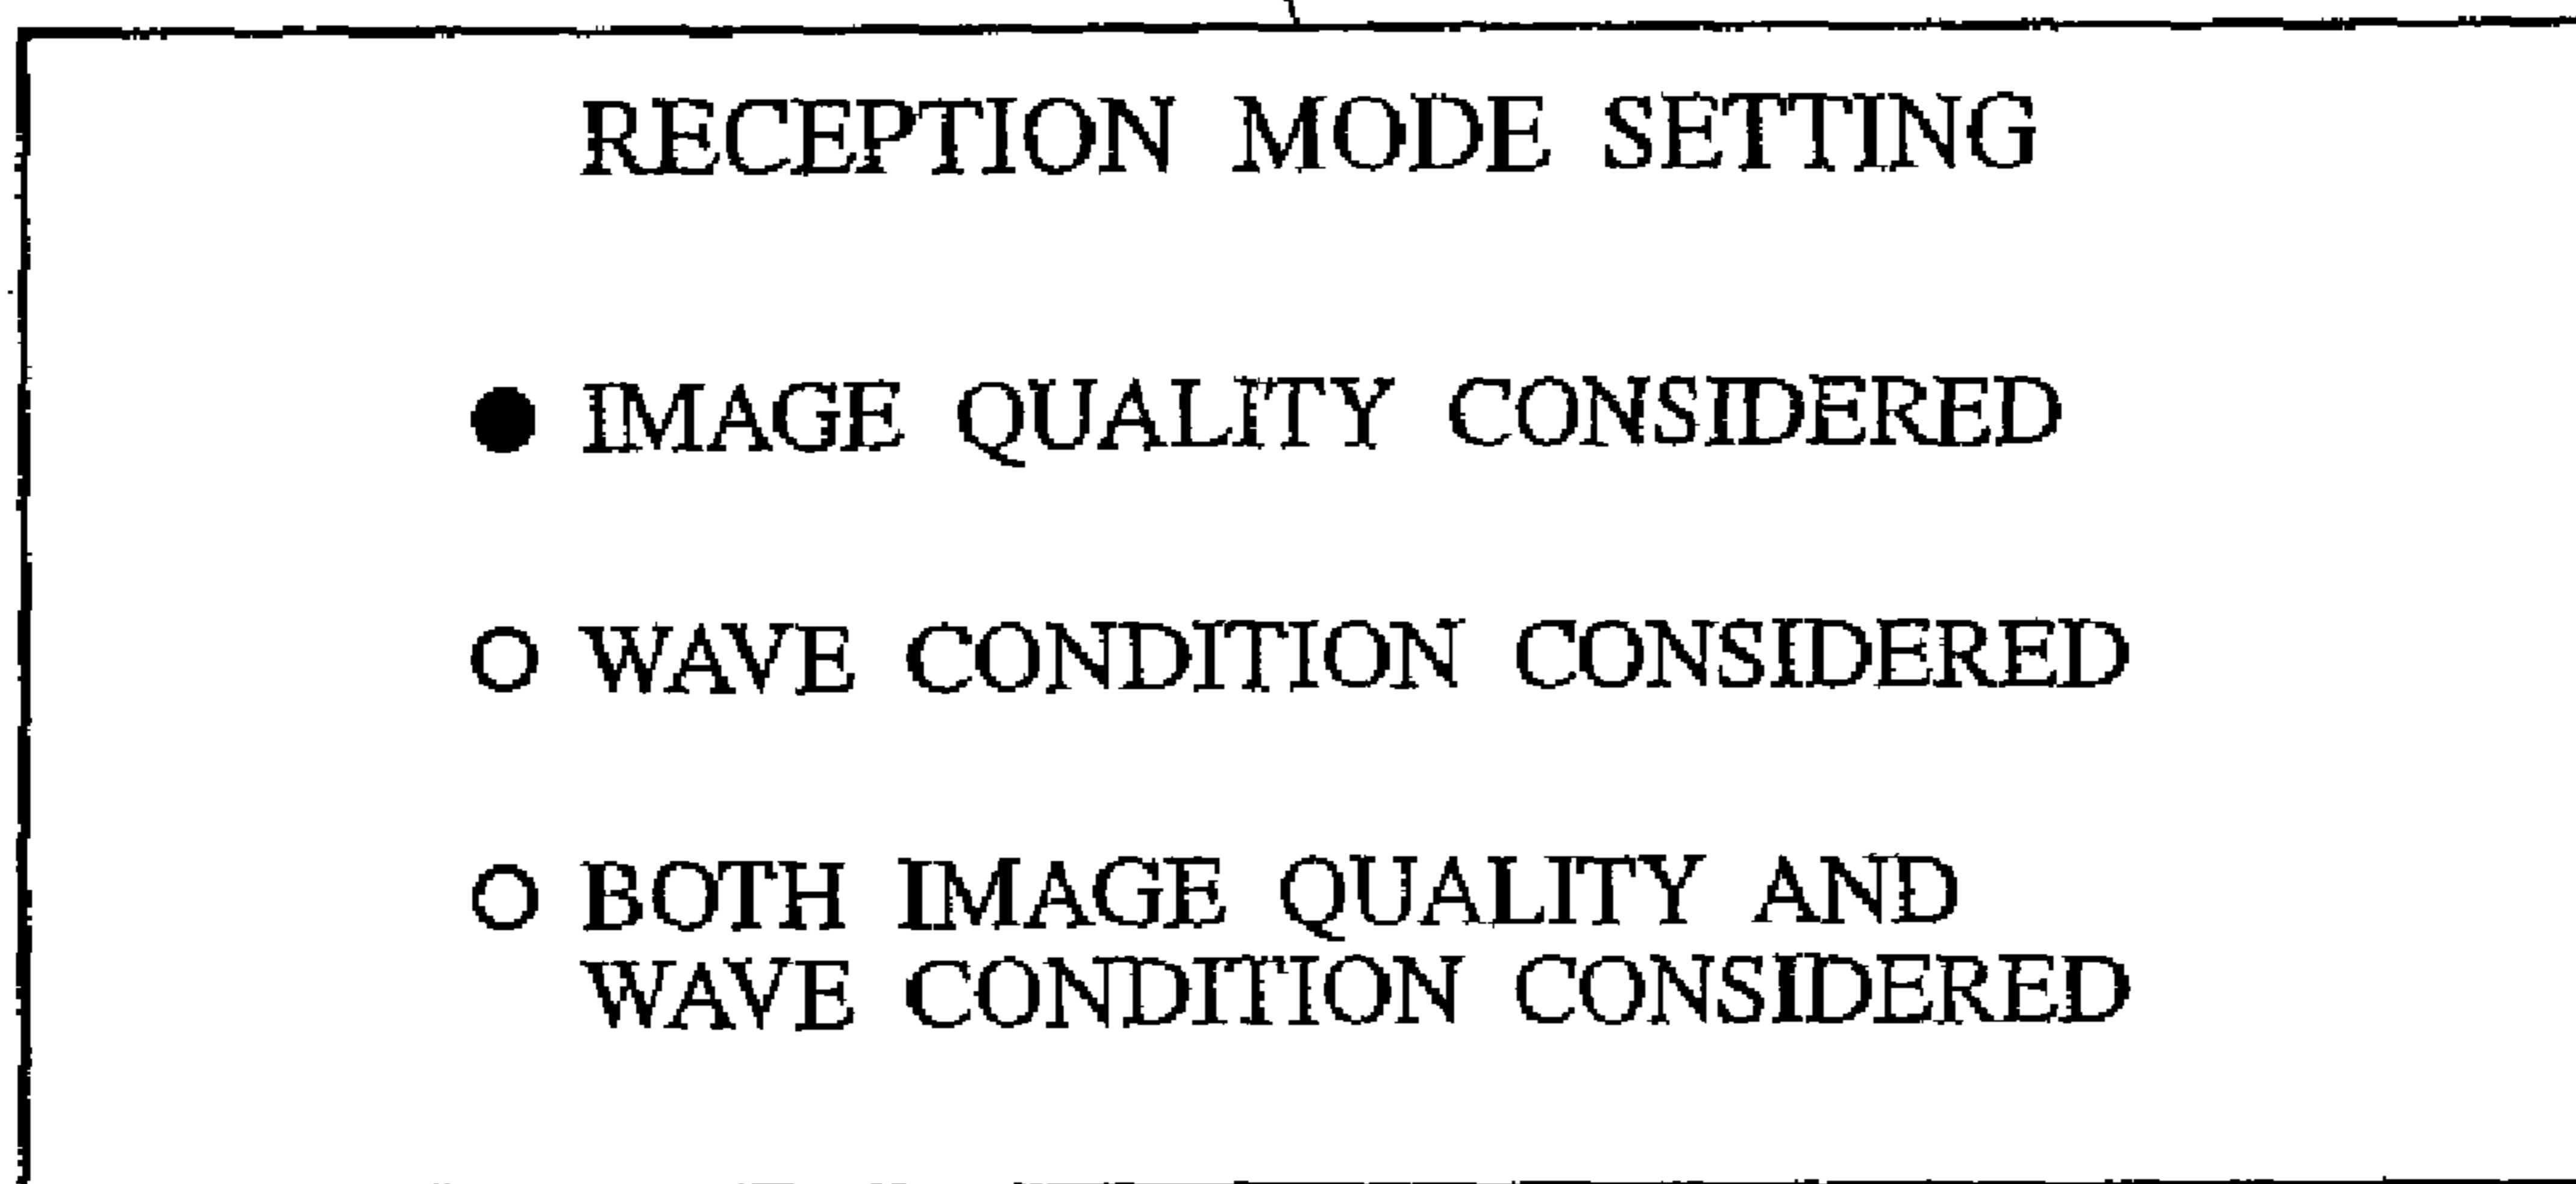 RECEPTION MODE SETTING
● IMAGE QUALITY CONSIDERED
○ WAVE CONDITION CONSIDERED
○ BOTH IMAGE QUALITY AND
WAVE CONDITION CONSIDERED